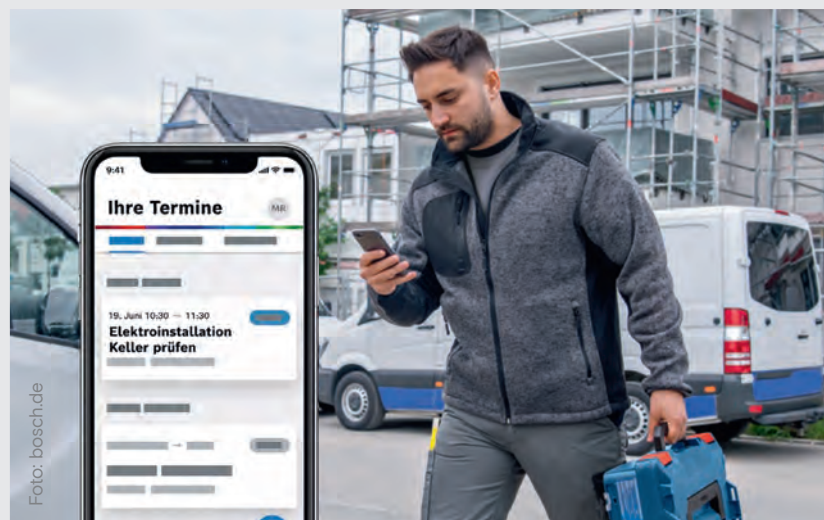 9:41
Ihre Termine
MR
19. Juni 10:30 — 11:30
Elektroinstallation
Keller prüfen
Foto: bosch.de